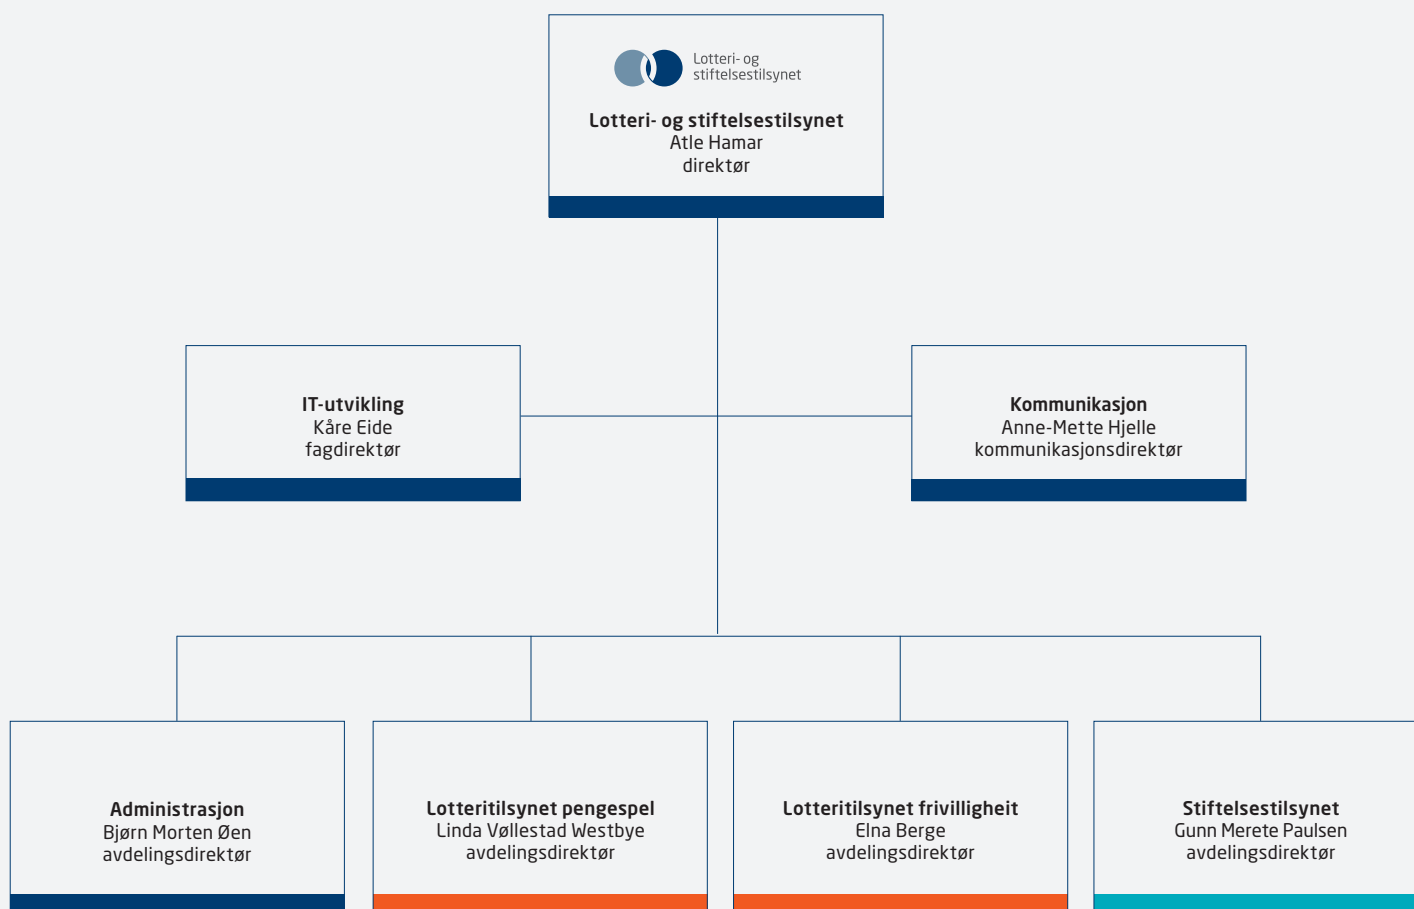 Lotteri- og
stiftelsestilsynet
Lotteri- og stiftelsestilsynet
Atle Hamar
direktør
IT-utvikling
Kåre Eide
fagdirektør
Kommunikasjon
Anne-Mette Hjelle
kommunikasjonsdirektør
Administrasjon
Bjørn Morten Øen
avdelingsdirektør
Lotteritilsynet pengespel
Linda Vøllestad Westbye
avdelingsdirektør
Lotteritilsynet frivilligheit
Elna Berge
avdelingsdirektør
Stiftelsestilsynet
Gunn Merete Paulsen
avdelingsdirektør